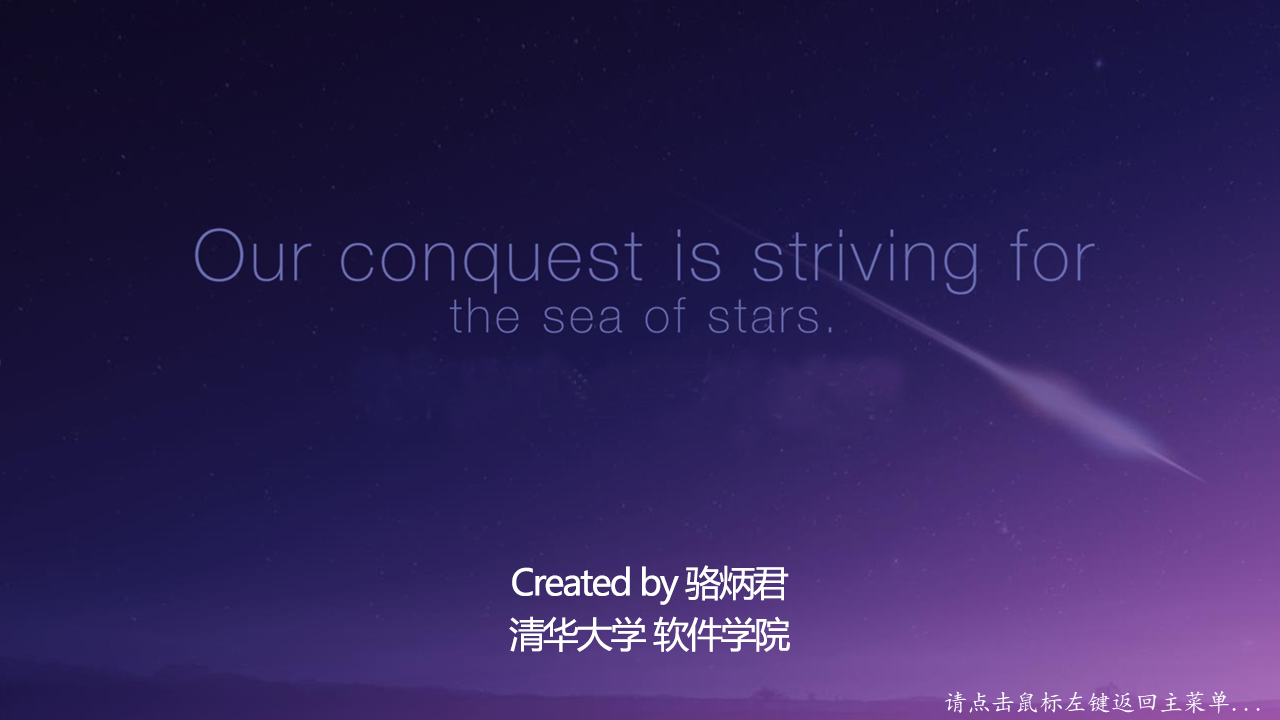 Our conquest is striving for
the sea of stars.
Created by 骆炳君
清华大学 软件学院
请点击鼠标左键返回主菜单...